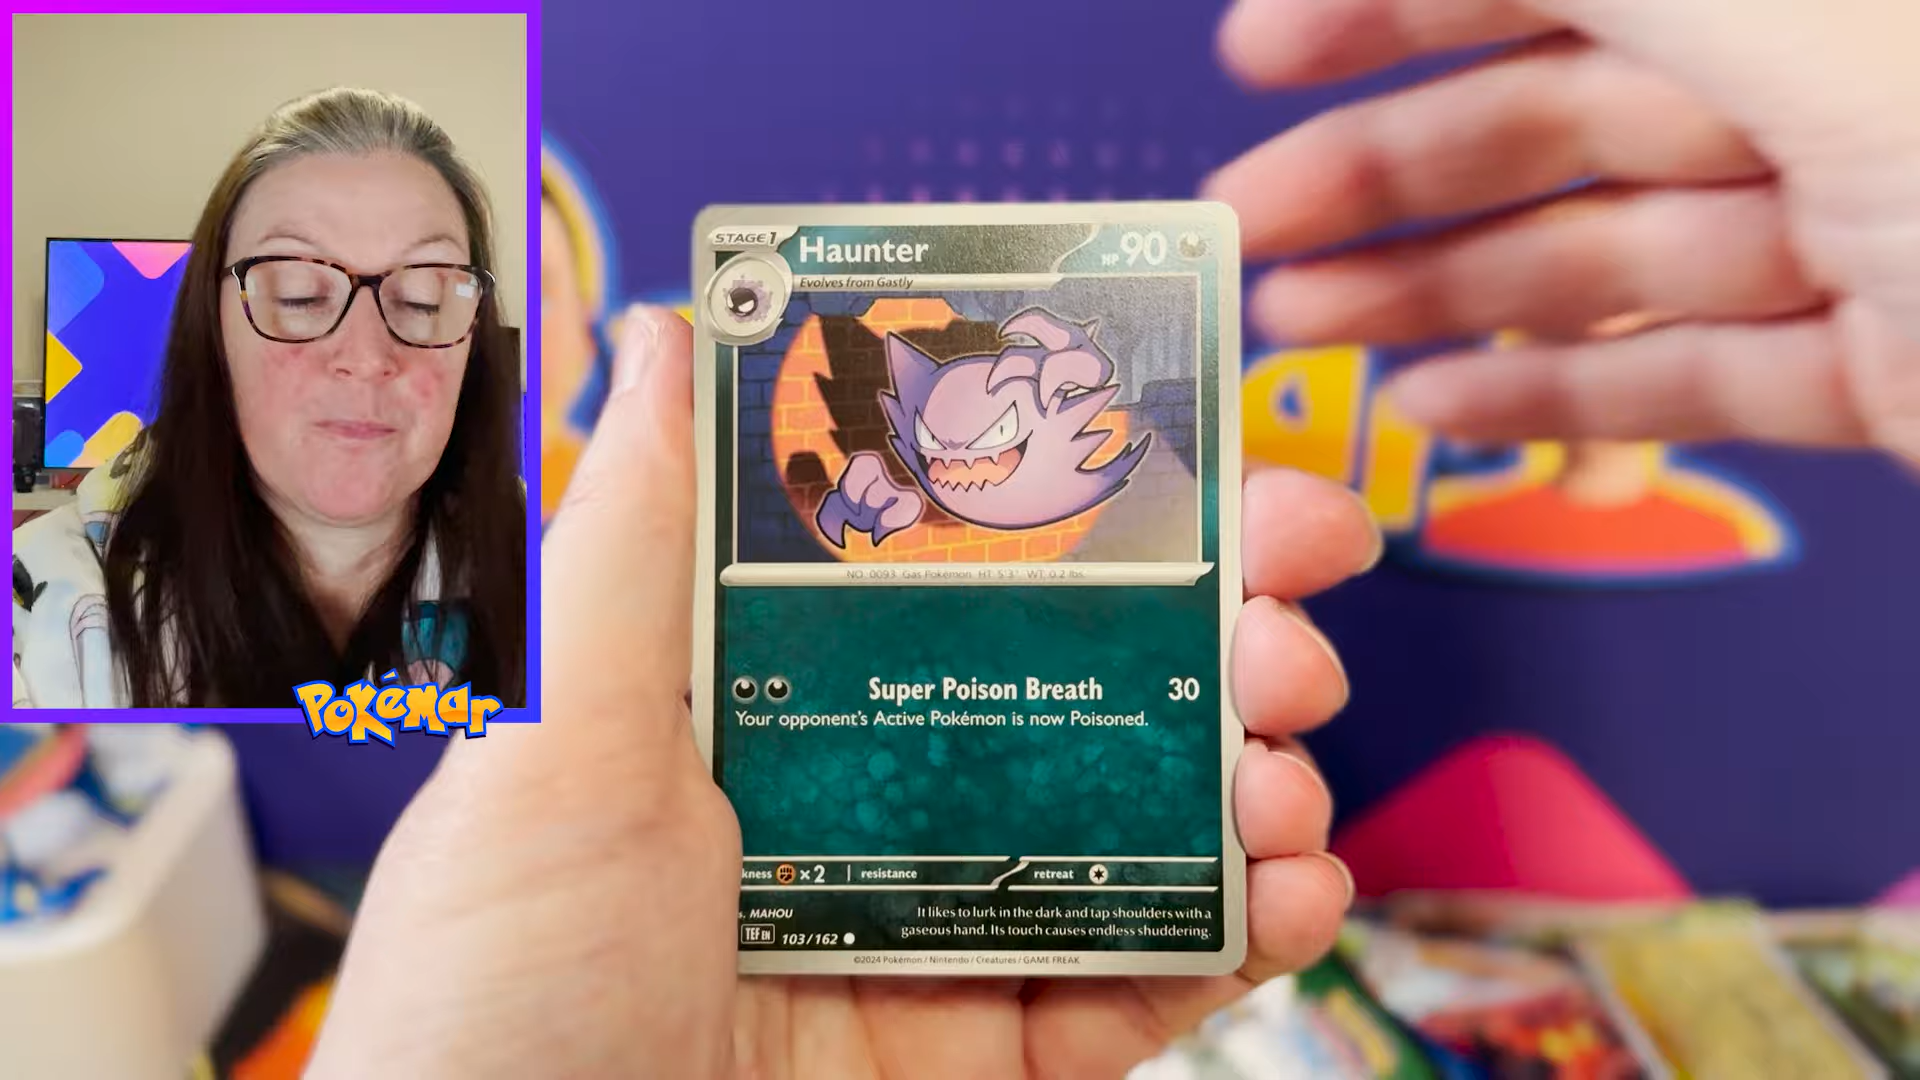 Pokémar
STAGE 1
Haunter
HP 90
Evolves from Gastly
NO. 0093 Gas Pokémon HT: 5'3" WT: 0.2 lbs.
Super Poison Breath 30
Your opponent's Active Pokémon is now Poisoned.
kness x2 resistance retreat
s. MAHOU
TEF EN 103/162
It likes to lurk in the dark and tap shoulders with a
gaseous hand. Its touch causes endless shuddering.
©2024 Pokémon / Nintendo / Creatures / GAME FREAK